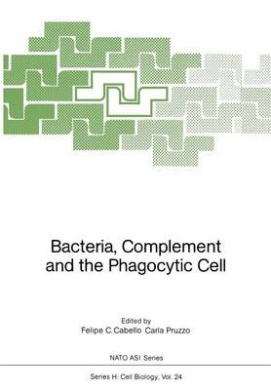 Bacteria, Complement
and the Phagocytic Cell
Edited by
Felipe C. Cabello Carla Pruzzo
NATO ASI Series
Series H: Cell Biology, Vol. 24